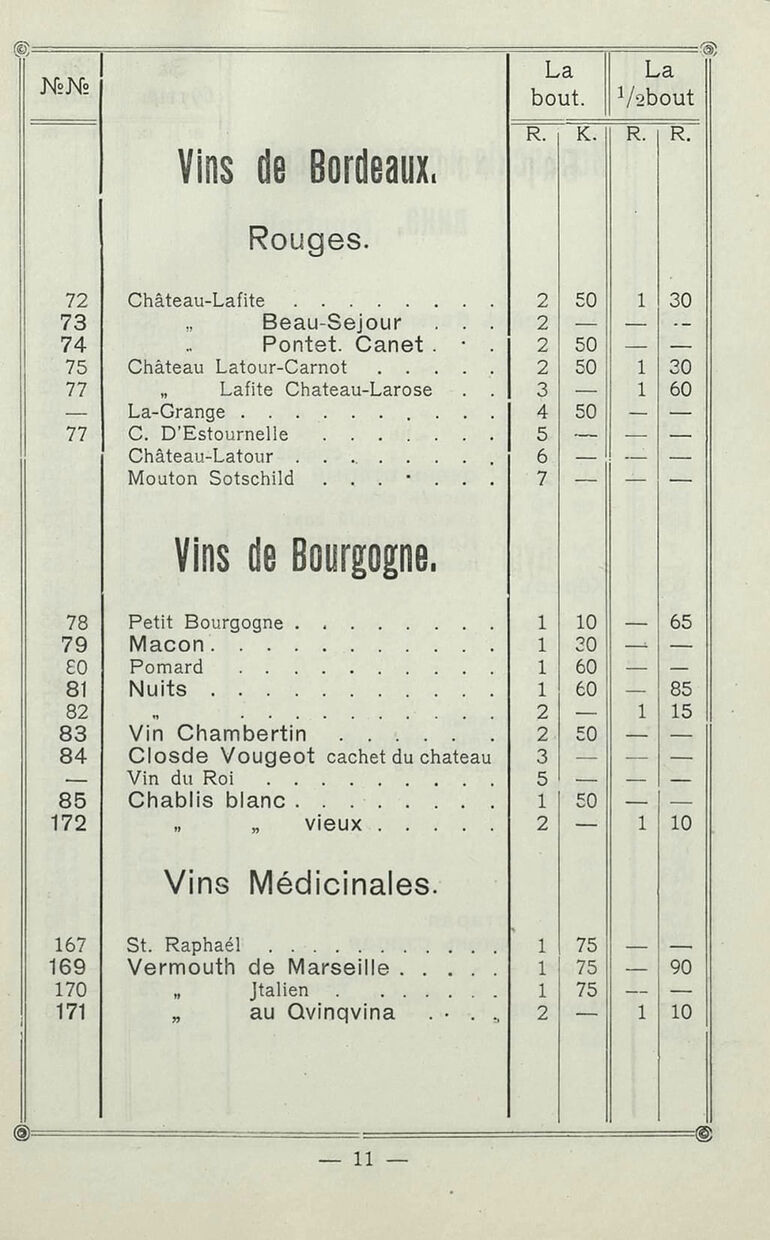 №№ La bout. La 1/2bout
R. K. R. R.
Vins de Bordeaux.
Rouges.
72 Château-Lafite . . . . . . . . 2 50 1 30
73 „ Beau-Sejour . . . 2 — — —
74 „ Pontet. Canet . . . 2 50 — —
75 Château Latour-Carnot . . . . . 2 50 1 30
77 „ Lafite Chateau-Larose . . 3 — 1 60
— La-Grange . . . . . . . . . . 4 50 — —
77 C. D'Estournelle . . . . . . . 5 — — —
Château-Latour . . . . . . . . 6 — — —
Mouton Sotschild . . . . . . . 7 — — —
Vins de Bourgogne.
78 Petit Bourgogne . . . . . . . . 1 10 — 65
79 Macon . . . . . . . . . . . 1 30 — —
80 Pomard . . . . . . . . . . 1 60 — —
81 Nuits . . . . . . . . . . . 1 60 — 85
82 „ . . . . . . . . . . 2 — 1 15
83 Vin Chambertin . . . . . . 2 50 — —
84 Closde Vougeot cachet du chateau 3 — — —
— Vin du Roi . . . . . . . . . 5 — — —
85 Chablis blanc . . . . . . . . 1 50 — —
172 „ „ vieux . . . . . 2 — 1 10
Vins Médicinales.
167 St. Raphaél . . . . . . . . . . . 1 75 — —
169 Vermouth de Marseille . . . . . 1 75 — 90
170 „ Jtalien . . . . . . . 1 75 — —
171 „ au Qvinqvina . . . . 2 — 1 10
— 11 —